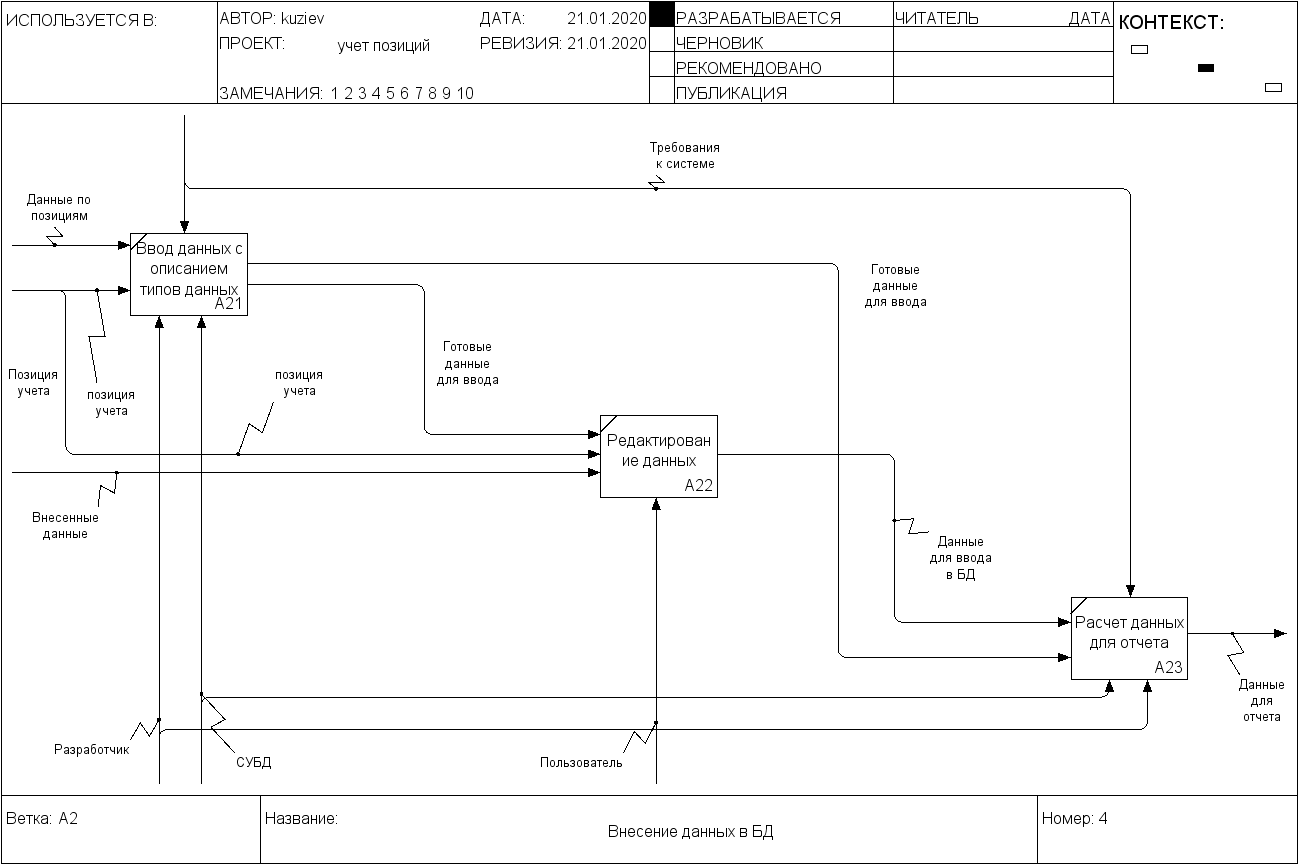 ИСПОЛЬЗУЕТСЯ В:
АВТОР: kuziev
ДАТА: 21.01.2020
ПРОЕКТ: учет позиций
РЕВИЗИЯ: 21.01.2020
ЗАМЕЧАНИЯ: 1 2 3 4 5 6 7 8 9 10
РАЗРАБАТЫВАЕТСЯ
ЧЕРНОВИК
РЕКОМЕНДОВАНО
ПУБЛИКАЦИЯ
ЧИТАТЕЛЬ ДАТА
КОНТЕКСТ:
Требования
к системе
Данные по
позициям
Ввод данных с
описанием
типов данных
A21
Готовые
данные
для ввода
Готовые
данные
для ввода
Позиция
учета
позиция
учета
позиция
учета
Редактирован
ие данных
A22
Внесенные
данные
Данные
для ввода
в БД
Расчет данных
для отчета
A23
Данные
для
отчета
Разработчик
СУБД
Пользователь
Ветка: A2
Название:
Внесение данных в БД
Номер: 4